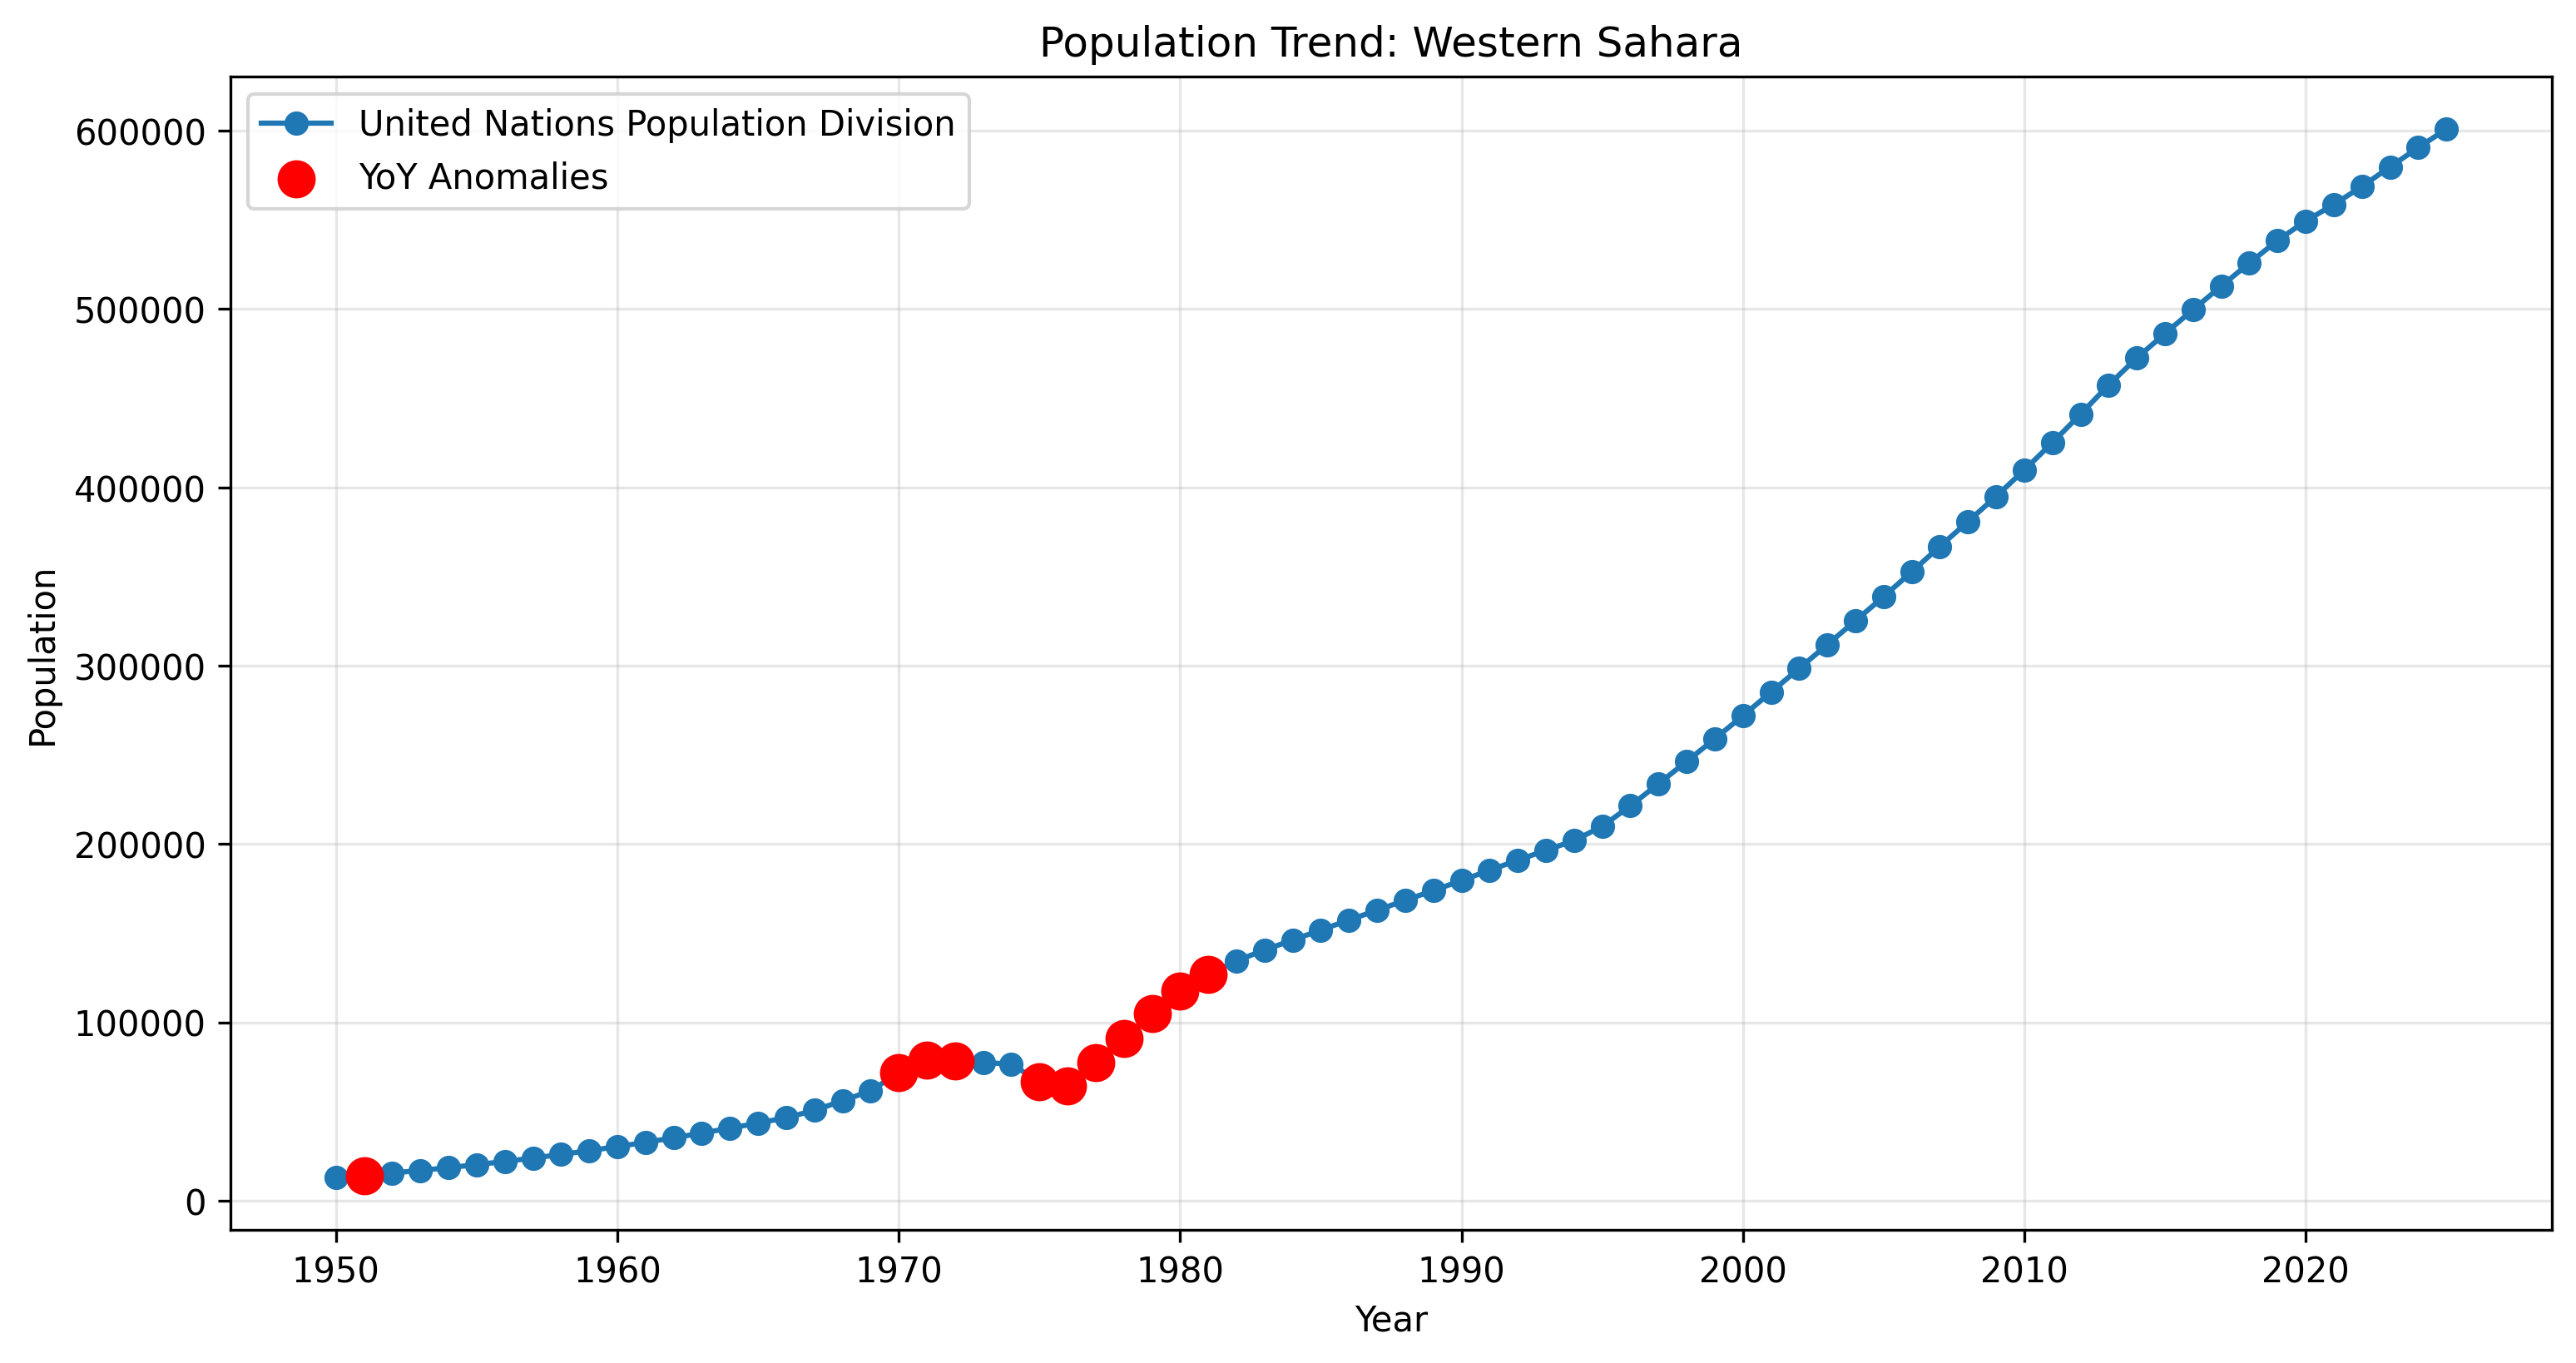 Population Trend: Western Sahara
United Nations Population Division
YoY Anomalies
Population
600000
500000
400000
300000
200000
100000
0
1950 1960 1970 1980 1990 2000 2010 2020
Year